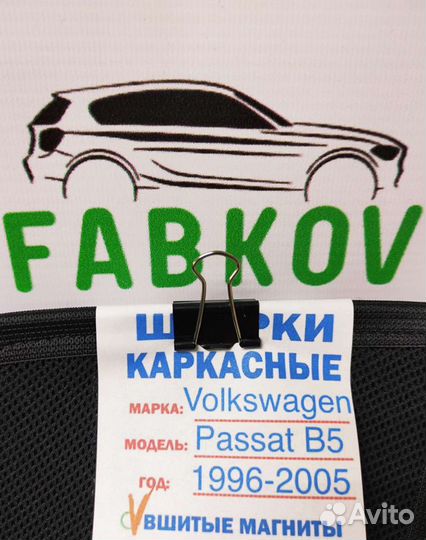 FABKOV
КАРКАСНЫЕ
МАРКА: Volkswagen
МОДЕЛЬ: Passat B5
ГОД: 1996-2005
ВШИТЫЕ МАГНИТЫ
Avito